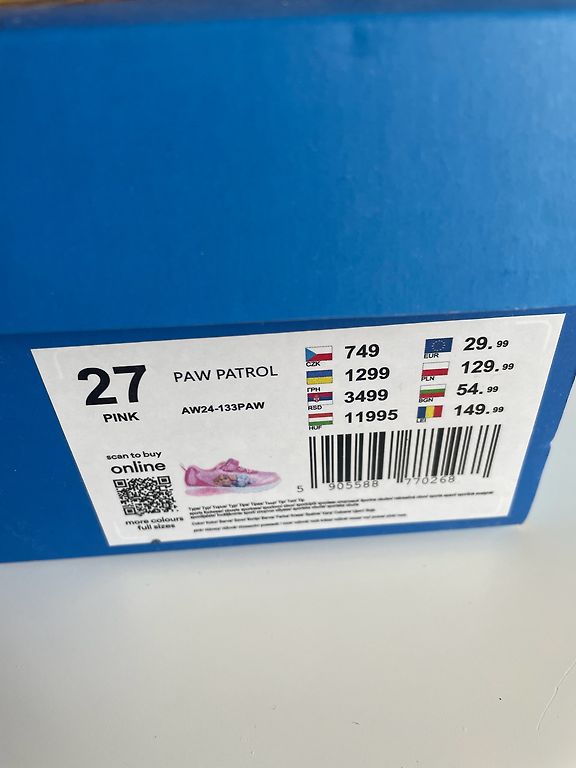 27
PINK
PAW PATROL
AW24-133PAW
scan to buy
online
more colours
full sizes
CZK 749
ГРН 1299
RSD 3499
HUF 11995
EUR 29.99
PLN 129.99
BGN 54.99
LEI 149.99
5 905588 770268